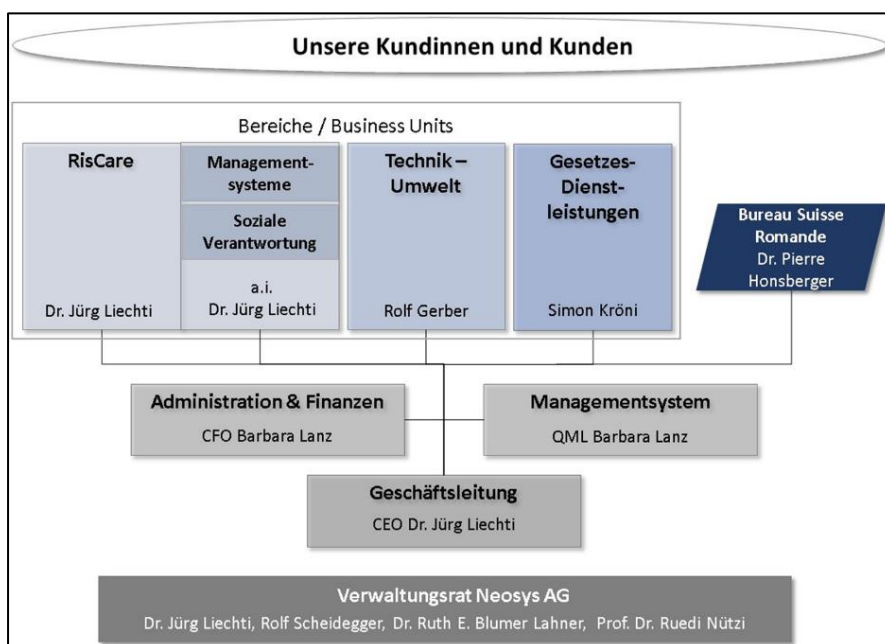 Unsere Kundinnen und Kunden
Bereiche / Business Units
RisCare
Dr. Jürg Liechti
Management-
systeme
Soziale
Verantwortung
a.i.
Dr. Jürg Liechti
Technik –
Umwelt
Rolf Gerber
Gesetzes-
Dienst-
leistungen
Simon Kröni
Bureau Suisse
Romande
Dr. Pierre
Honsberger
Administration & Finanzen
CFO Barbara Lanz
Managementsystem
QML Barbara Lanz
Geschäftsleitung
CEO Dr. Jürg Liechti
Verwaltungsrat Neosys AG
Dr. Jürg Liechti, Rolf Scheidegger, Dr. Ruth E. Blumer Lahner, Prof. Dr. Ruedi Nützi